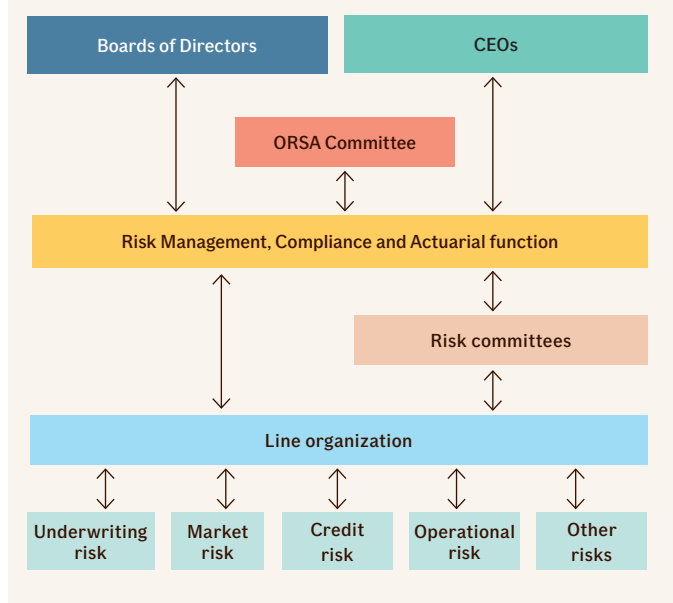 Boards of Directors
CEOs
ORSA Committee
Risk Management, Compliance and Actuarial function
Risk committees
Line organization
Underwriting
risk
Market
risk
Credit
risk
Operational
risk
Other
risks